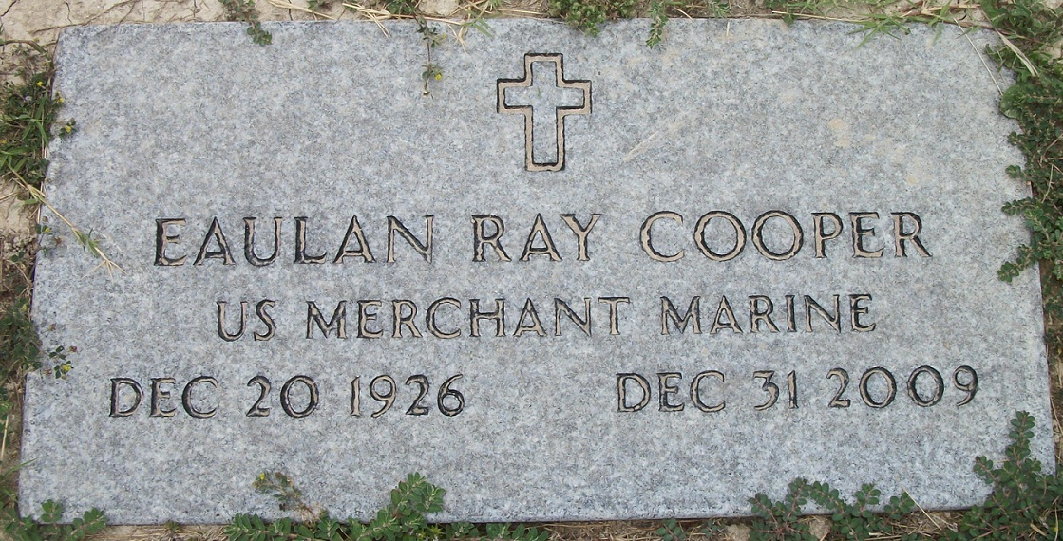 EAULAN RAY COOPER
US MERCHANT MARINE
DEC 20 1926 DEC 31 2009